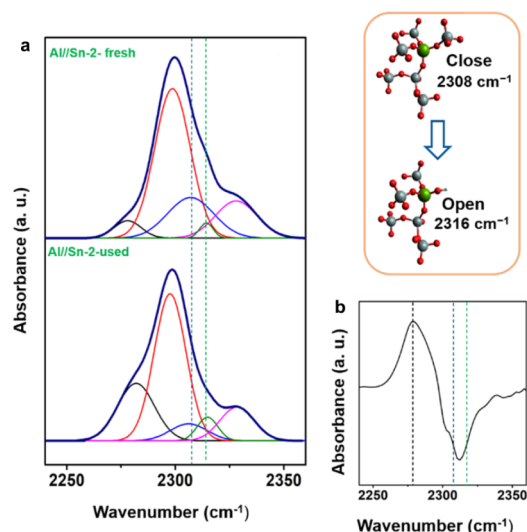 a
Al//Sn-2- fresh
Al//Sn-2-used
Absorbance (a. u.)
2250
2300
2350
Wavenumber (cm-1)
Close
2308 cm−1
Open
2316 cm−1
b
Absorbance (a. u.)
2250
2300
2350
Wavenumber (cm-1)